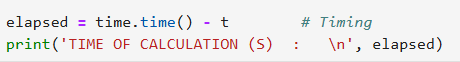 elapsed = time.time() - t          # Timing
print('TIME OF CALCULATION (S)  :   \n', elapsed)